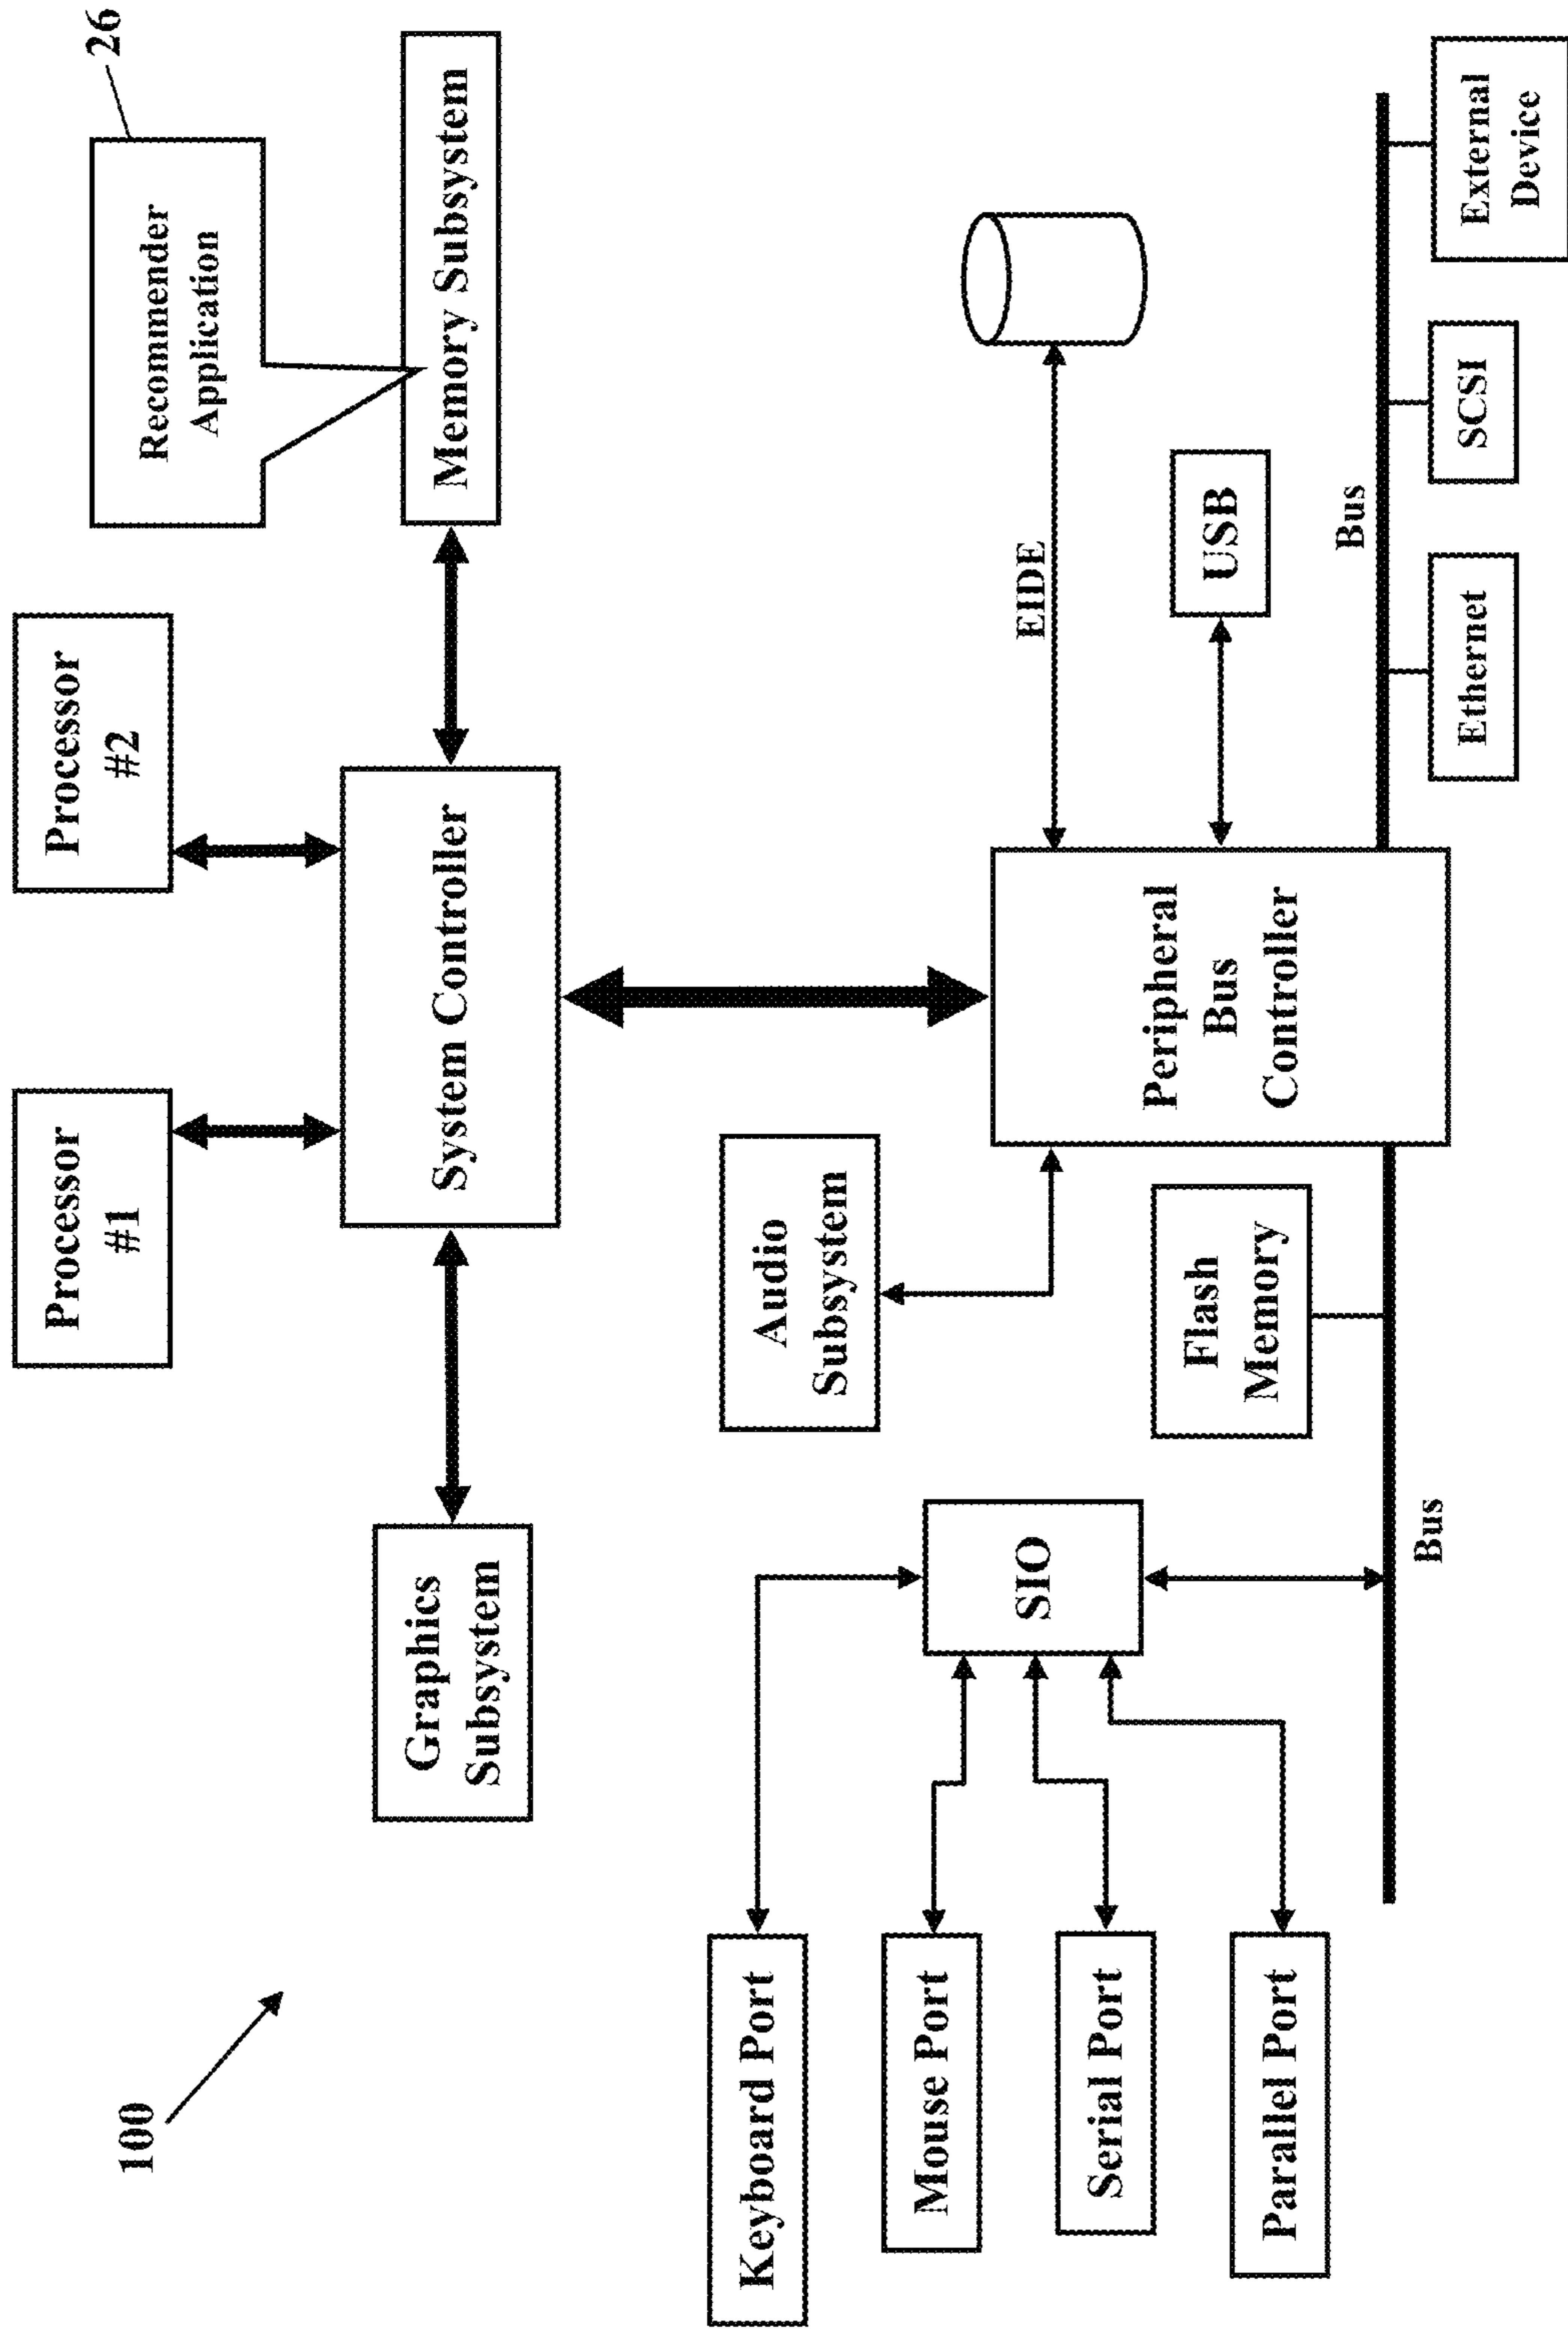 100
26
Processor
#1
Processor
#2
Recommender
Application
Graphics
Subsystem
System Controller
Memory Subsystem
Keyboard Port
Mouse Port
Serial Port
Parallel Port
SIO
Audio
Subsystem
Flash
Memory
Peripheral
Bus
Controller
EIDE
USB
Bus
Bus
Ethernet
SCSI
External
Device